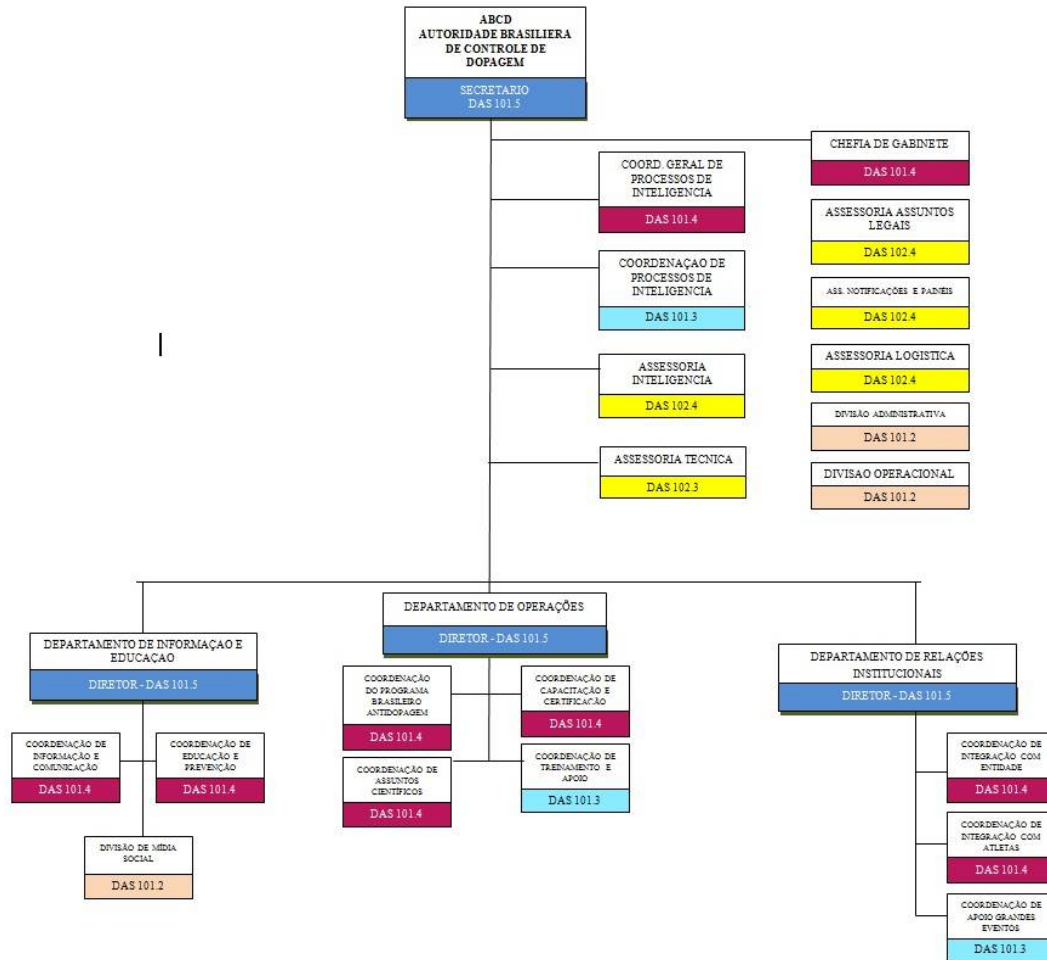 ABCD
AUTORIDADE BRASILIERA
DE CONTROLE DE
DOPAGEM
SECRETARIO
DAS 101.5
CHEFIA DE GABINETE
DAS 101.4
COORD. GERAL DE
PROCESSOS DE
INTELIGENCIA
DAS 101.4
ASSESSORIA ASSUNTOS
LEGAIS
DAS 102.4
COORDENAÇAO DE
PROCESSOS DE
INTELIGENCIA
DAS 101.3
ASS. NOTIFICAÇÕES E PAINÉIS
DAS 102.4
ASSESSORIA
INTELIGENCIA
DAS 102.4
ASSESSORIA LOGISTICA
DAS 102.4
DIVISÃO ADMINISTRATIVA
DAS 101.2
ASSESSORIA TECNICA
DAS 102.3
DIVISAO OPERACIONAL
DAS 101.2
DEPARTAMENTO DE INFORMAÇAO E
EDUCAÇAO
DIRETOR - DAS 101.5
COORDENAÇÃO DE
INFORMAÇÃO E
COMUNICAÇÃO
DAS 101.4
COORDENAÇÃO DE
EDUCAÇÃO E
PREVENÇÃO
DAS 101.4
DIVISÃO DE MÍDIA
SOCIAL
DAS 101.2
DEPARTAMENTO DE OPERAÇÕES
DIRETOR - DAS 101.5
COORDENAÇÃO
DO PROGRAMA
BRASILEIRO
ANTIDOPAGEM
DAS 101.4
COORDENAÇÃO DE
CAPACITAÇÃO E
CERTIFICACÃO
DAS 101.4
COORDENAÇÃO DE
ASSUNTOS
CIENTÍFICOS
DAS 101.4
COORDENAÇÃO DE
TREINAMENTO E
APOIO
DAS 101.3
DEPARTAMENTO DE RELAÇÕES
INSTITUCIONAIS
DIRETOR - DAS 101.5
COORDENAÇÃO DE
INTEGRAÇÃO COM
ENTIDADE
DAS 101.4
COORDENAÇÃO DE
INTEGRAÇÃO COM
ATLETAS
DAS 101.4
COORDENAÇÃO DE
APOIO GRANDES
EVENTOS
DAS 101.3